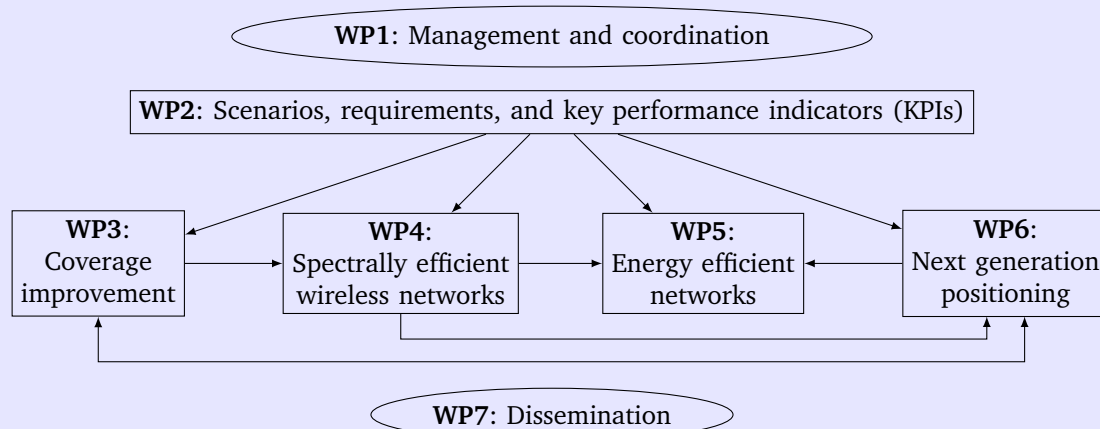 WP1: Management and coordination
WP2: Scenarios, requirements, and key performance indicators (KPIs)
WP3:
Coverage
improvement
WP4:
Spectrally efficient
wireless networks
WP5:
Energy efficient
networks
WP6:
Next generation
positioning
WP7: Dissemination